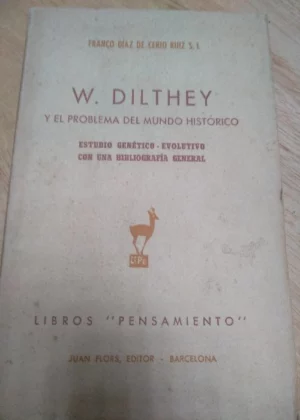 FRANCO DIAZ DE CERIO RUIZ S. I.
W. DILTHEY
Y EL PROBLEMA DEL MUNDO HISTÓRICO
ESTUDIO GENÉTICO - EVOLUTIVO
CON UNA BIBLIOGRAFÍA GENERAL
LIBROS "PENSAMIENTO"
JUAN FLORS, EDITOR - BARCELONA